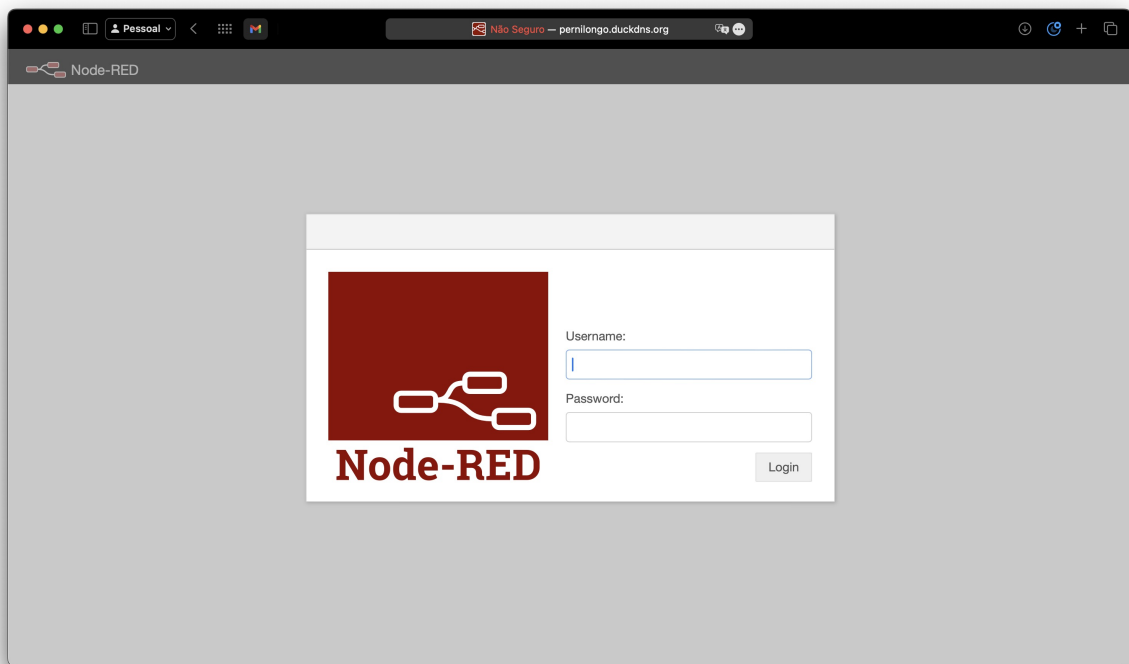 Pessoal
Não Seguro — pernilongo.duckdns.org
Node-RED
Username:
Password:
Node-RED
Login